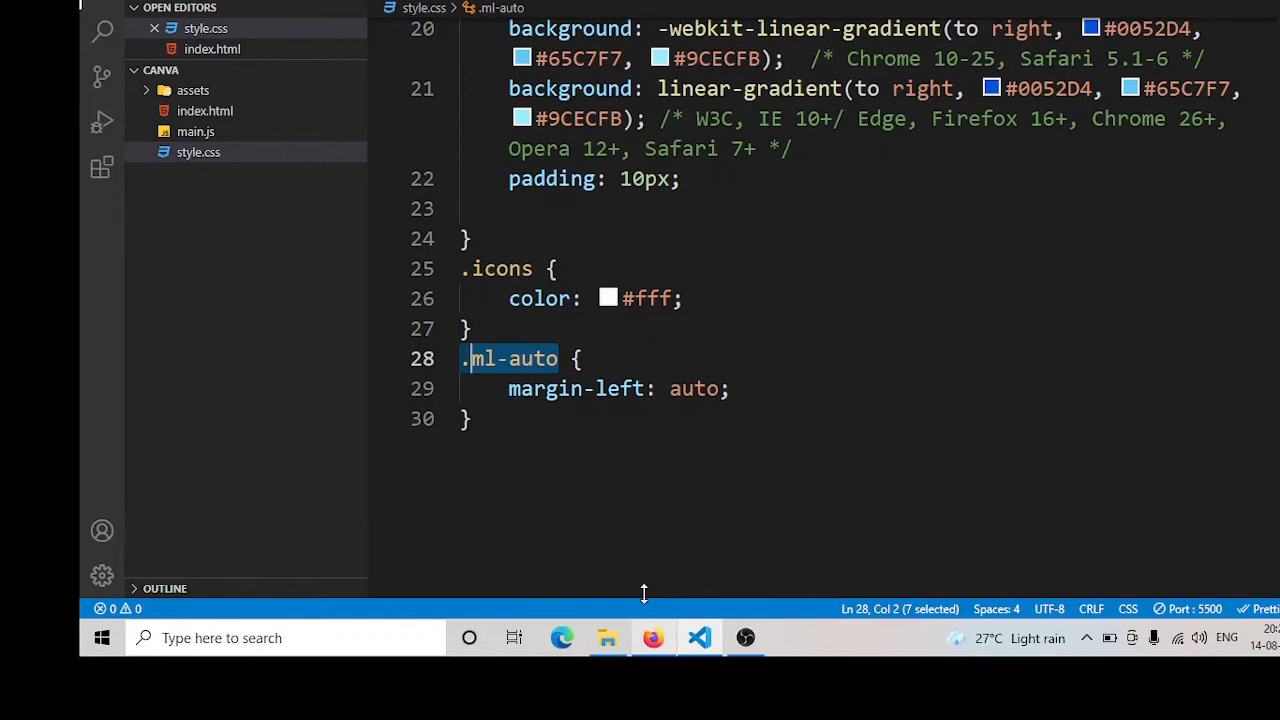 OPEN EDITORS
style.css
index.html
CANVA
assets
index.html
main.js
style.css
OUTLINE
style.css > .ml-auto
20 background: -webkit-linear-gradient(to right, #0052D4,
#65C7F7, #9CECFB);  /* Chrome 10-25, Safari 5.1-6 */
21 background: linear-gradient(to right, #0052D4, #65C7F7,
#9CECFB); /* W3C, IE 10+/ Edge, Firefox 16+, Chrome 26+,
Opera 12+, Safari 7+ */
22 padding: 10px;
23
24 }
25 .icons {
26 color: #fff;
27 }
28 .ml-auto {
29 margin-left: auto;
30 }
0 0 Ln 28, Col 2 (7 selected) Spaces: 4 UTF-8 CRLF CSS Port : 5500 Pretti
Type here to search 27°C Light rain ENG 20:2
14-08-